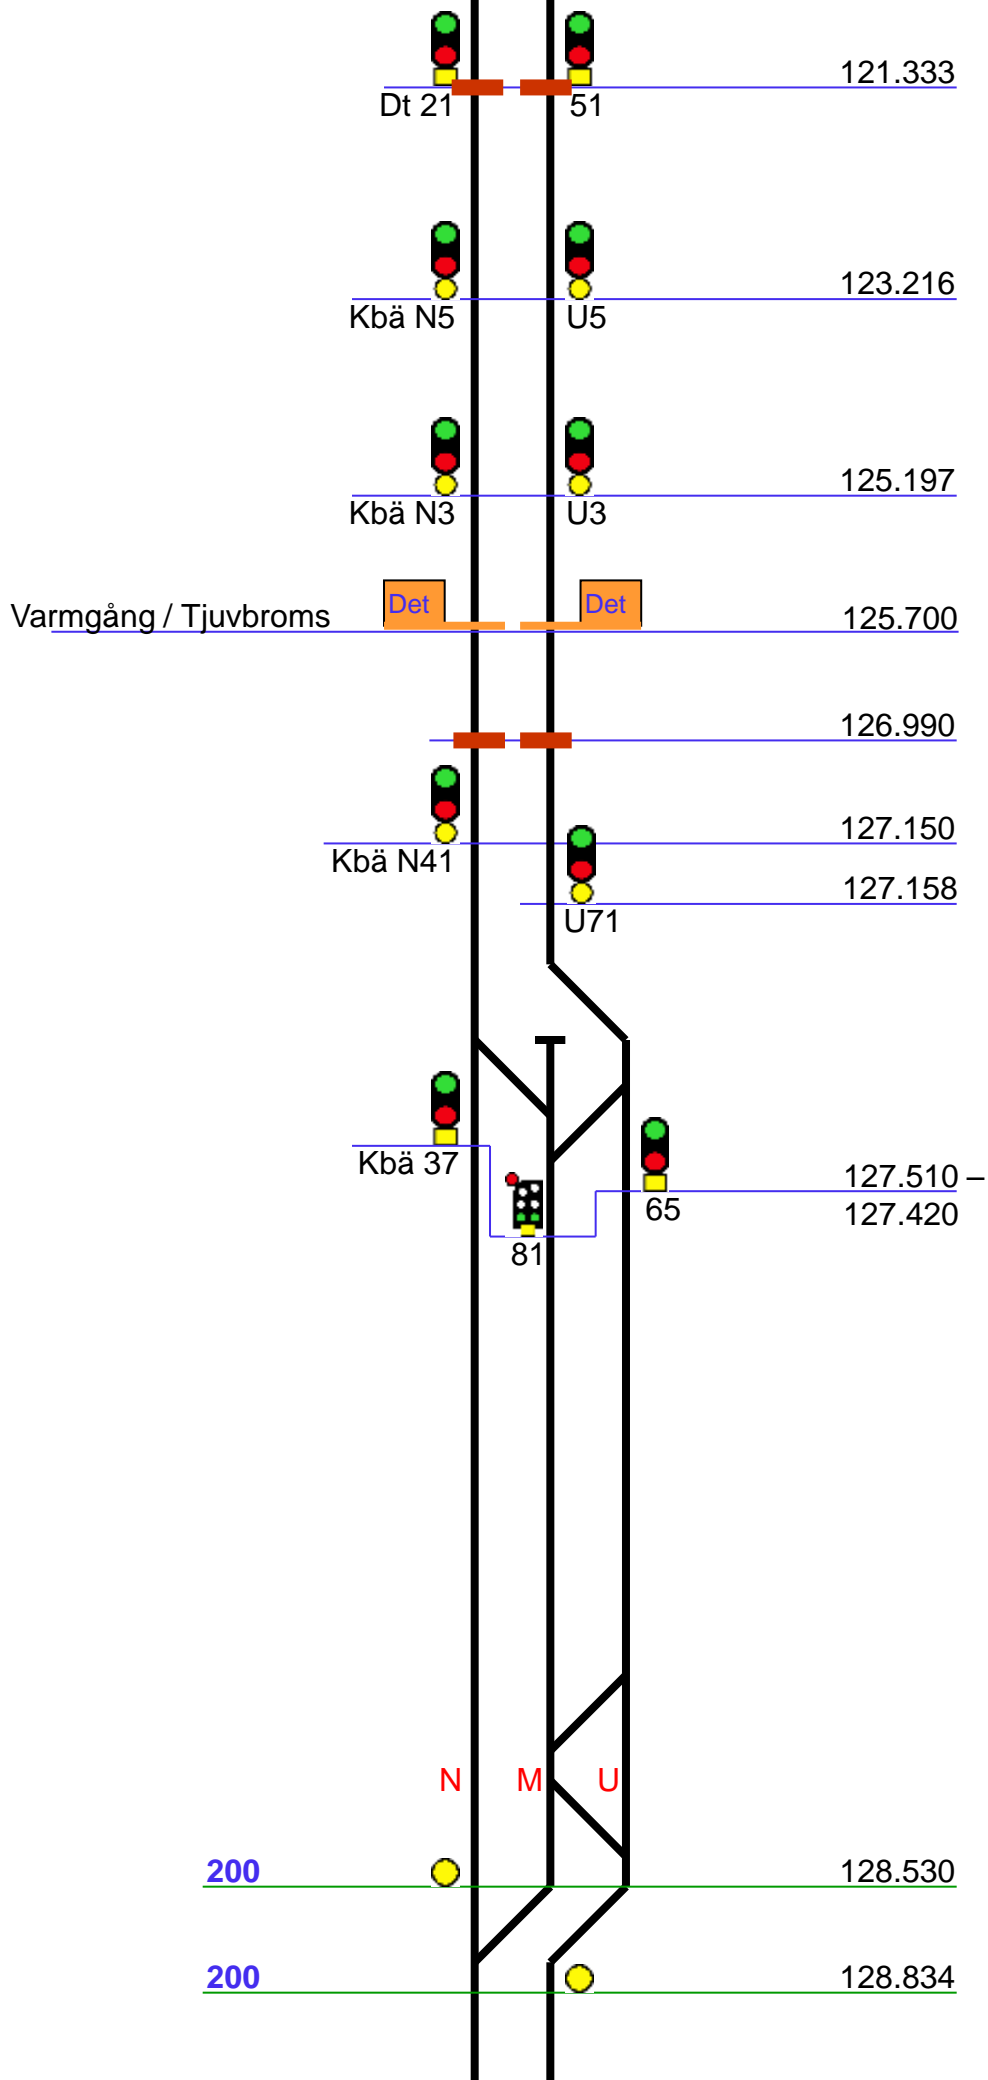 121.333
Dt 21 51
123.216
Kbä N5 U5
125.197
Kbä N3 U3
Det Det
Varmgång / Tjuvbroms 125.700
126.990
127.150
Kbä N41
127.158
U71
Kbä 37
127.510 –
65
127.420
81
N M U
200 128.530
200 128.834